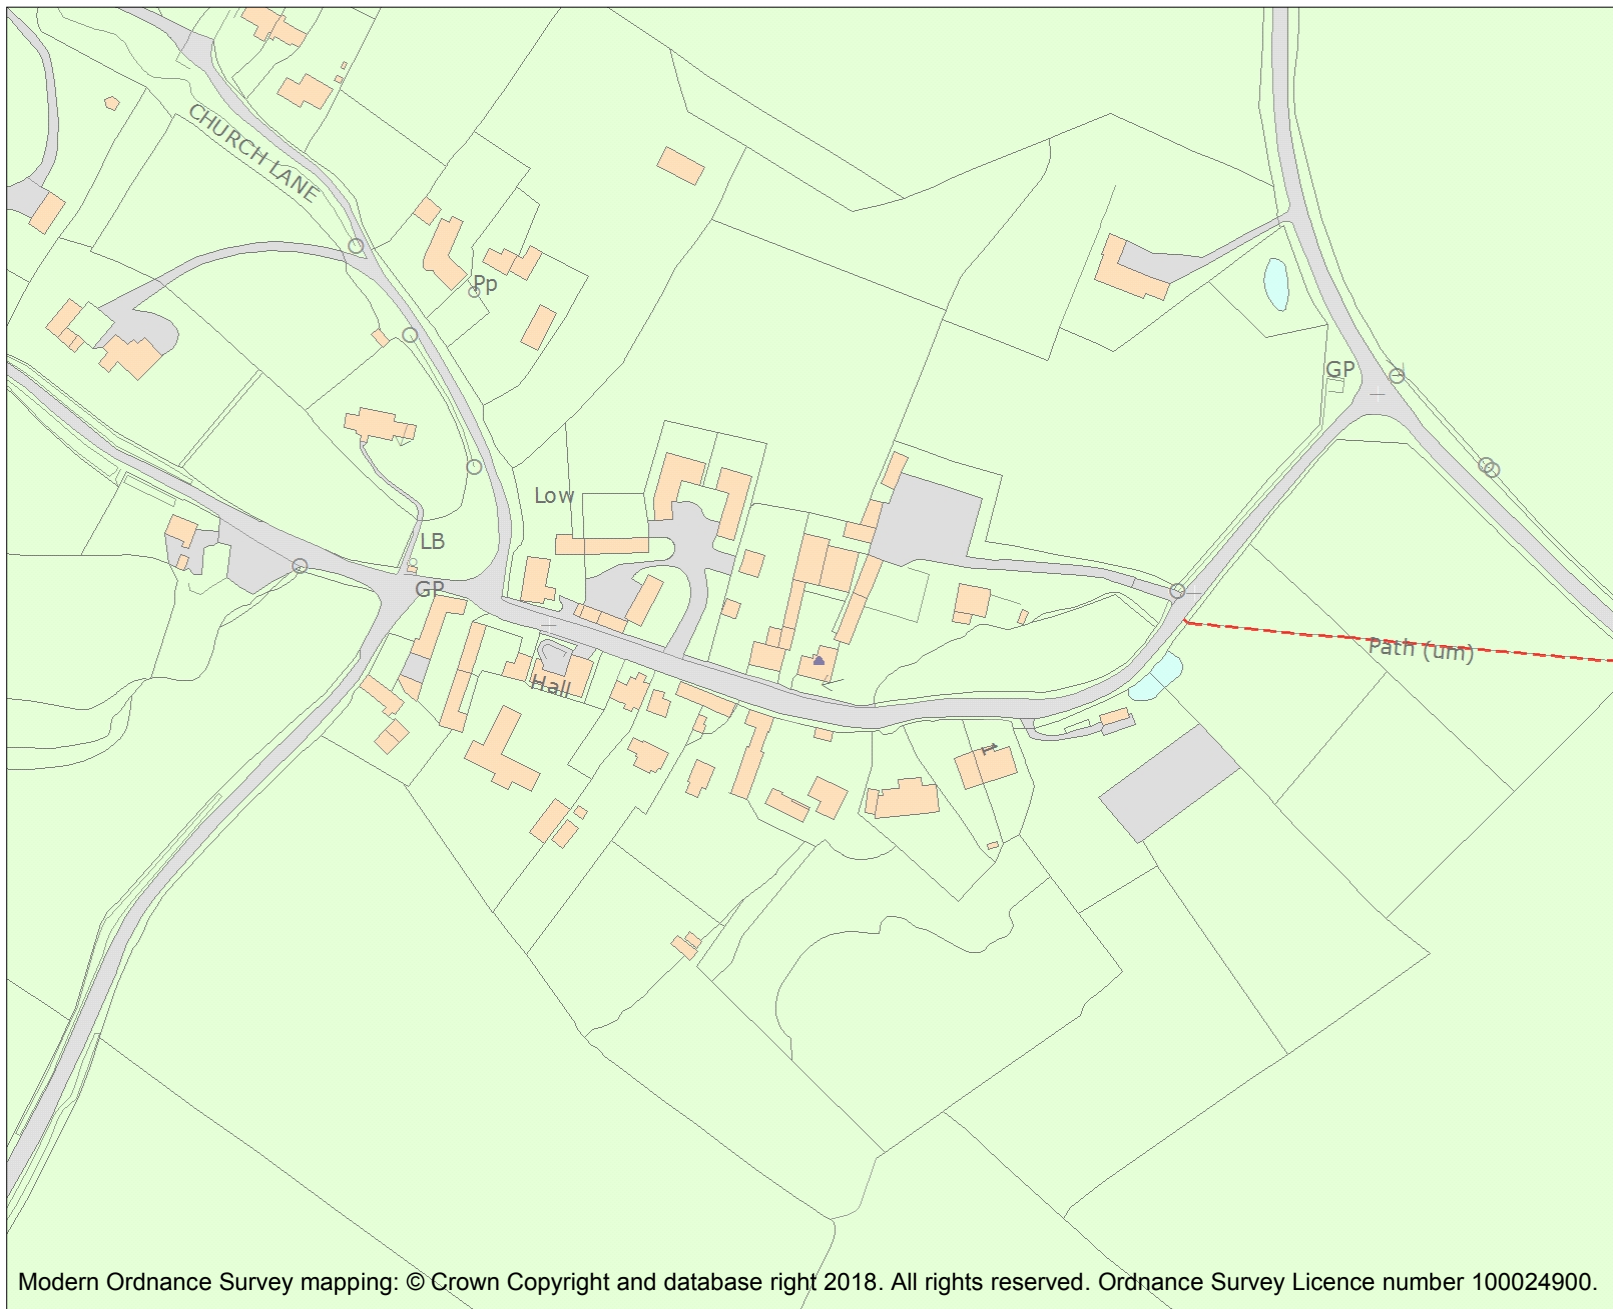 CHURCH LANE
Pp
GP
Low
LB
GP
Path (um)
Hall
1
Modern Ordnance Survey mapping: © Crown Copyright and database right 2018. All rights reserved. Ordnance Survey Licence number 100024900.